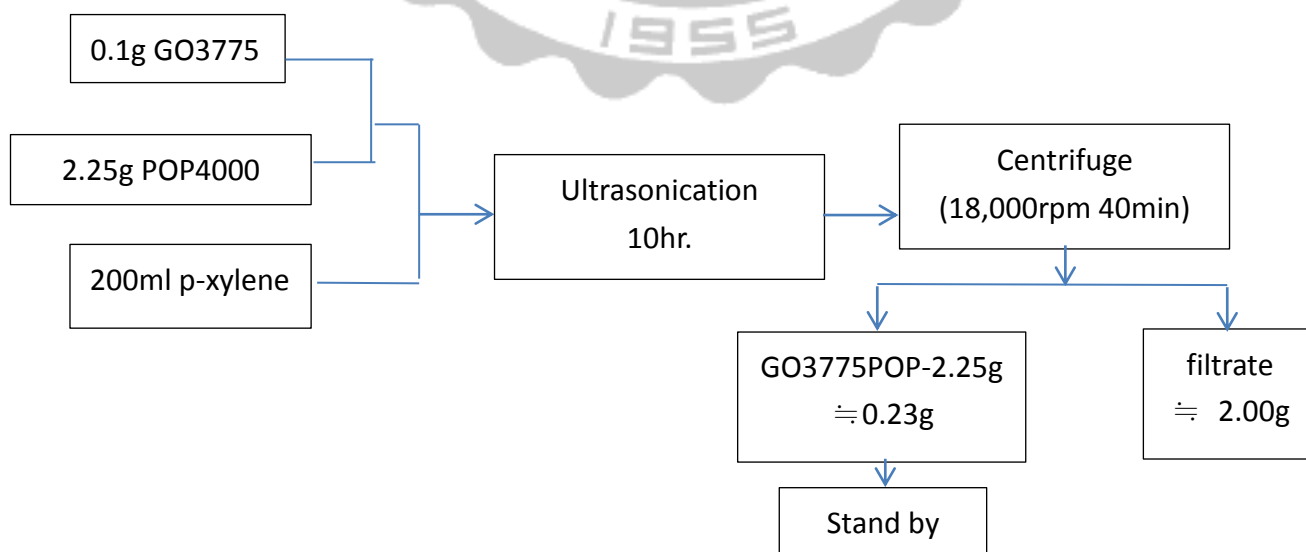 1955
0.1g GO3775
2.25g POP4000
200ml p-xylene
Ultrasonication
10hr.
Centrifuge
(18,000rpm 40min)
GO3775POP-2.25g
≒0.23g
filtrate
≒ 2.00g
Stand by